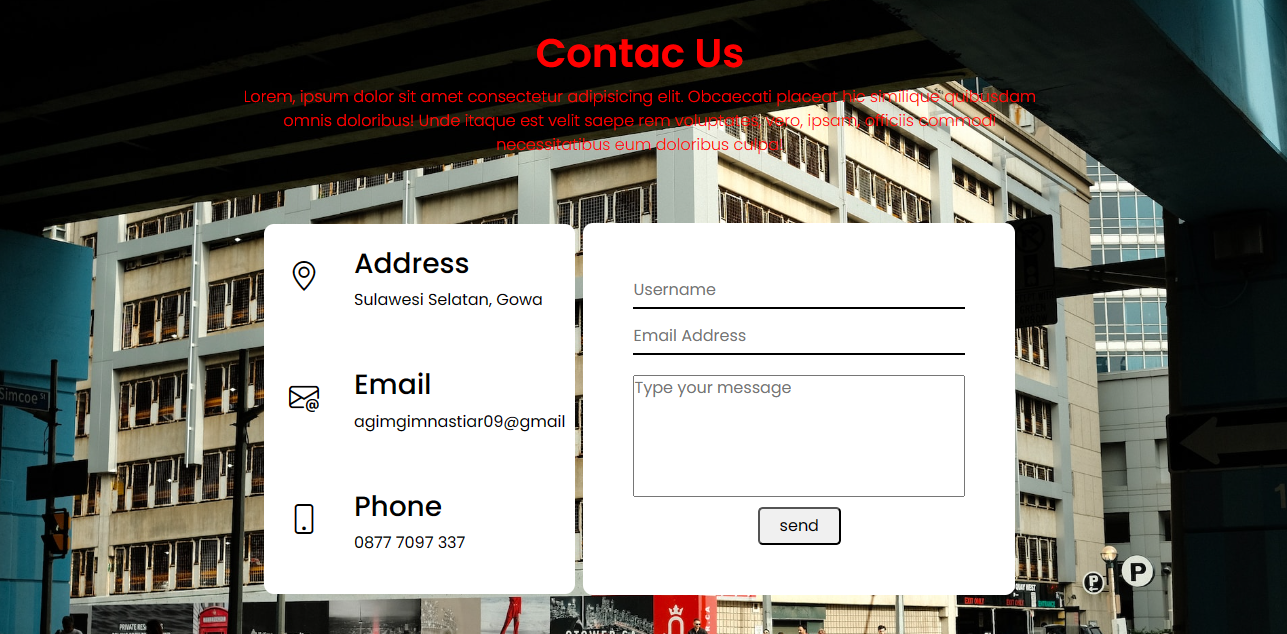 Contac Us
Lorem, ipsum dolor sit amet consectetur adipisicing elit. Obcaecati placeat hic similique quibusdam
omnis doloribus! Unde itaque est velit saepe rem voluptates vero, ipsam officiis commodi
necessitatibus eum doloribus culpa!
Address
Sulawesi Selatan, Gowa
Email
agimgimnastiar09@gmail
Phone
0877 7097 337
Username
Email Address
Type your message
send
Simcoe St
P
P